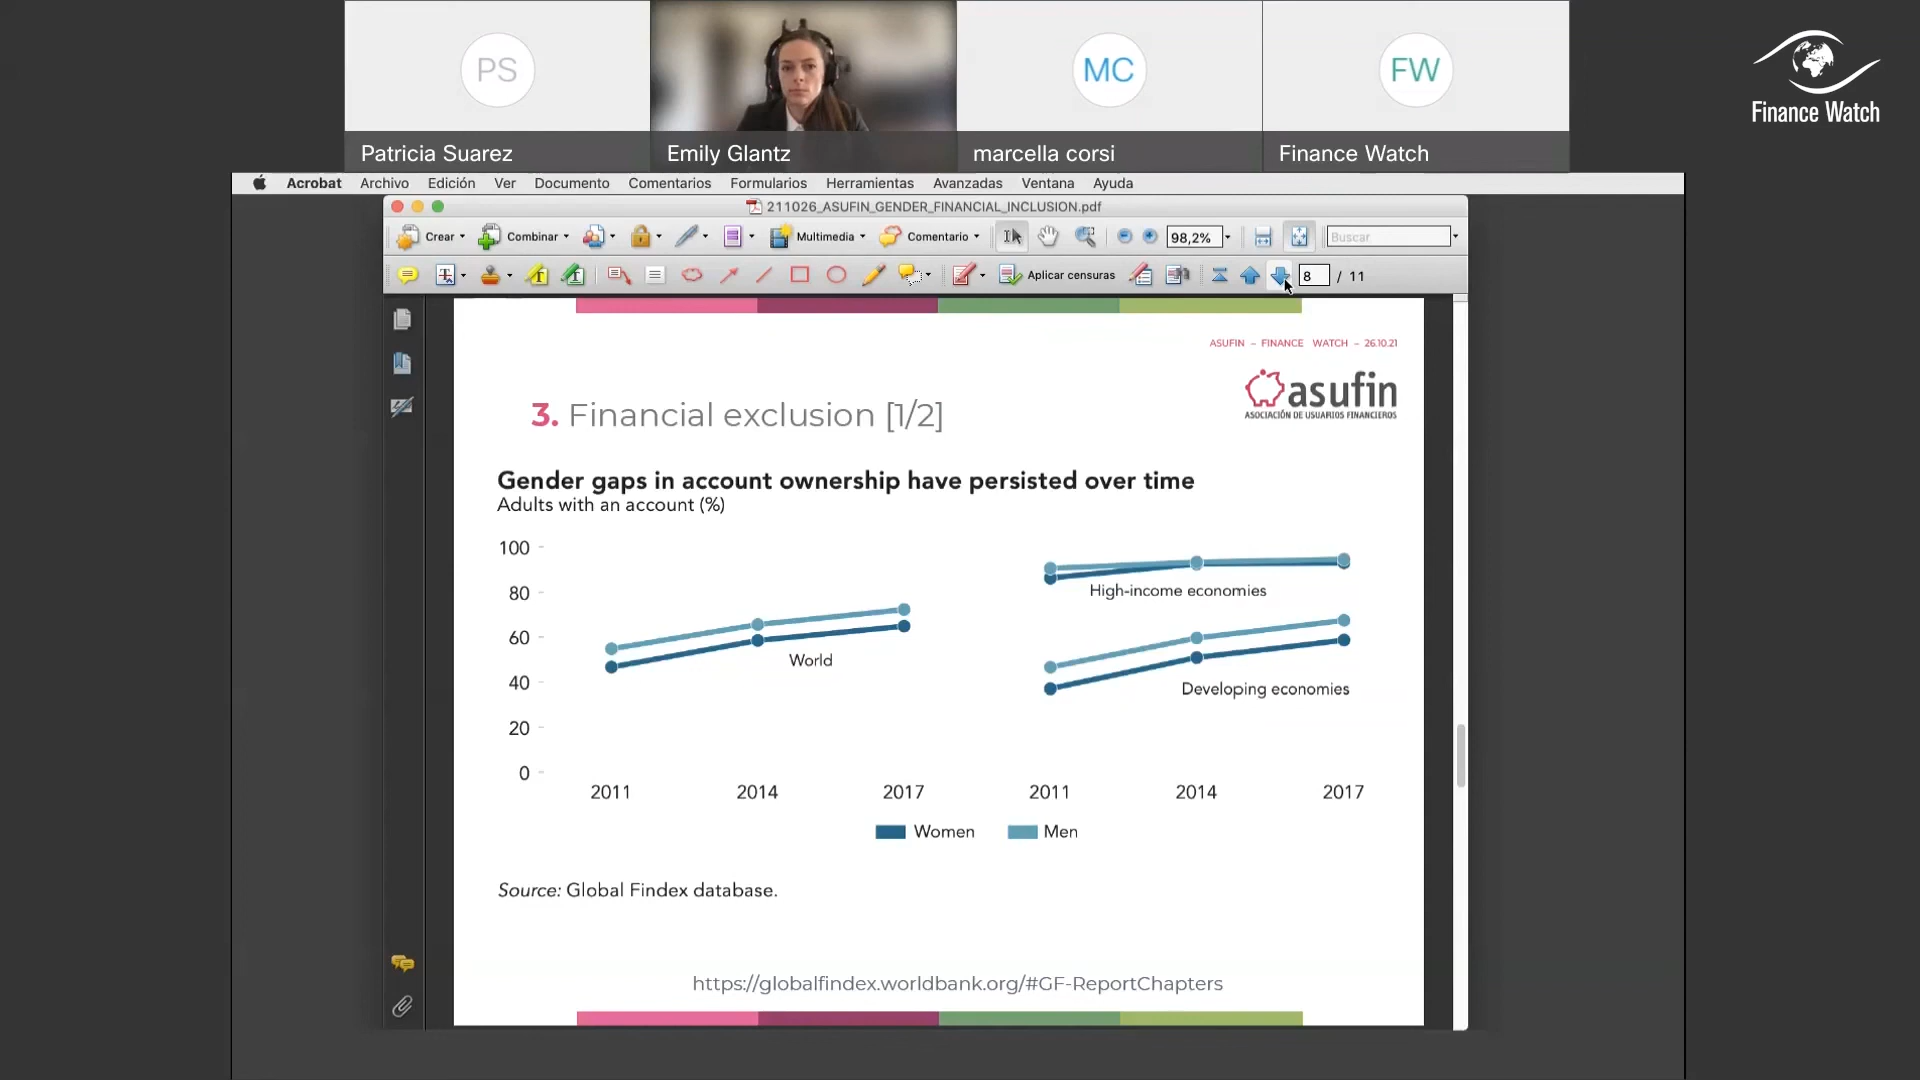 PS
MC
FW
Patricia Suarez
Emily Glantz
marcella corsi
Finance Watch
Finance Watch
Acrobat Archivo Edición Ver Documento Comentarios Formularios Herramientas Avanzadas Ventana Ayuda
211026_ASUFIN_GENDER_FINANCIAL_INCLUSION.pdf
Crear Combinar Multimedia Comentario 98,2% Buscar
Aplicar censuras 8 / 11
ASUFIN – FINANCE WATCH – 26.10.21
asufin
ASOCIACIÓN DE USUARIOS FINANCIEROS
3. Financial exclusion [1/2]
Gender gaps in account ownership have persisted over time
Adults with an account (%)
100
80
60
40
20
0
World
High-income economies
Developing economies
2011 2014 2017 2011 2014 2017
Women Men
Source: Global Findex database.
https://globalfindex.worldbank.org/#GF-ReportChapters